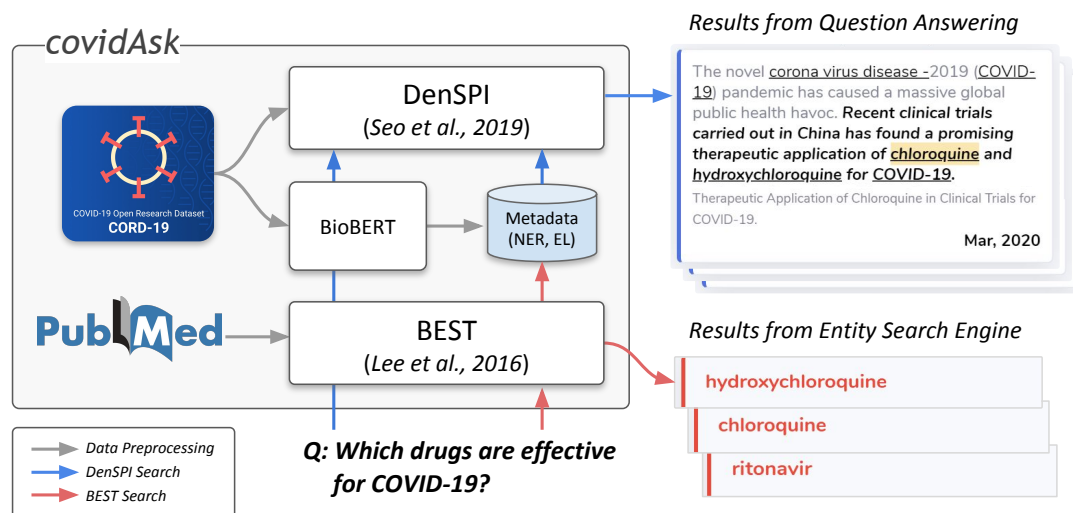 covidAsk
COVID-19 Open Research Dataset
CORD-19
PubMed
DenSPI
(Seo et al., 2019)
BioBERT
Metadata
(NER, EL)
BEST
(Lee et al., 2016)
Q: Which drugs are effective
for COVID-19?
Data Preprocessing
DenSPI Search
BEST Search
Results from Question Answering
The novel corona virus disease -2019 (COVID-
19) pandemic has caused a massive global
public health havoc. Recent clinical trials
carried out in China has found a promising
therapeutic application of chloroquine and
hydroxychloroquine for COVID-19.
Therapeutic Application of Chloroquine in Clinical Trials for
COVID-19.
Mar, 2020
Results from Entity Search Engine
hydroxychloroquine
chloroquine
ritonavir